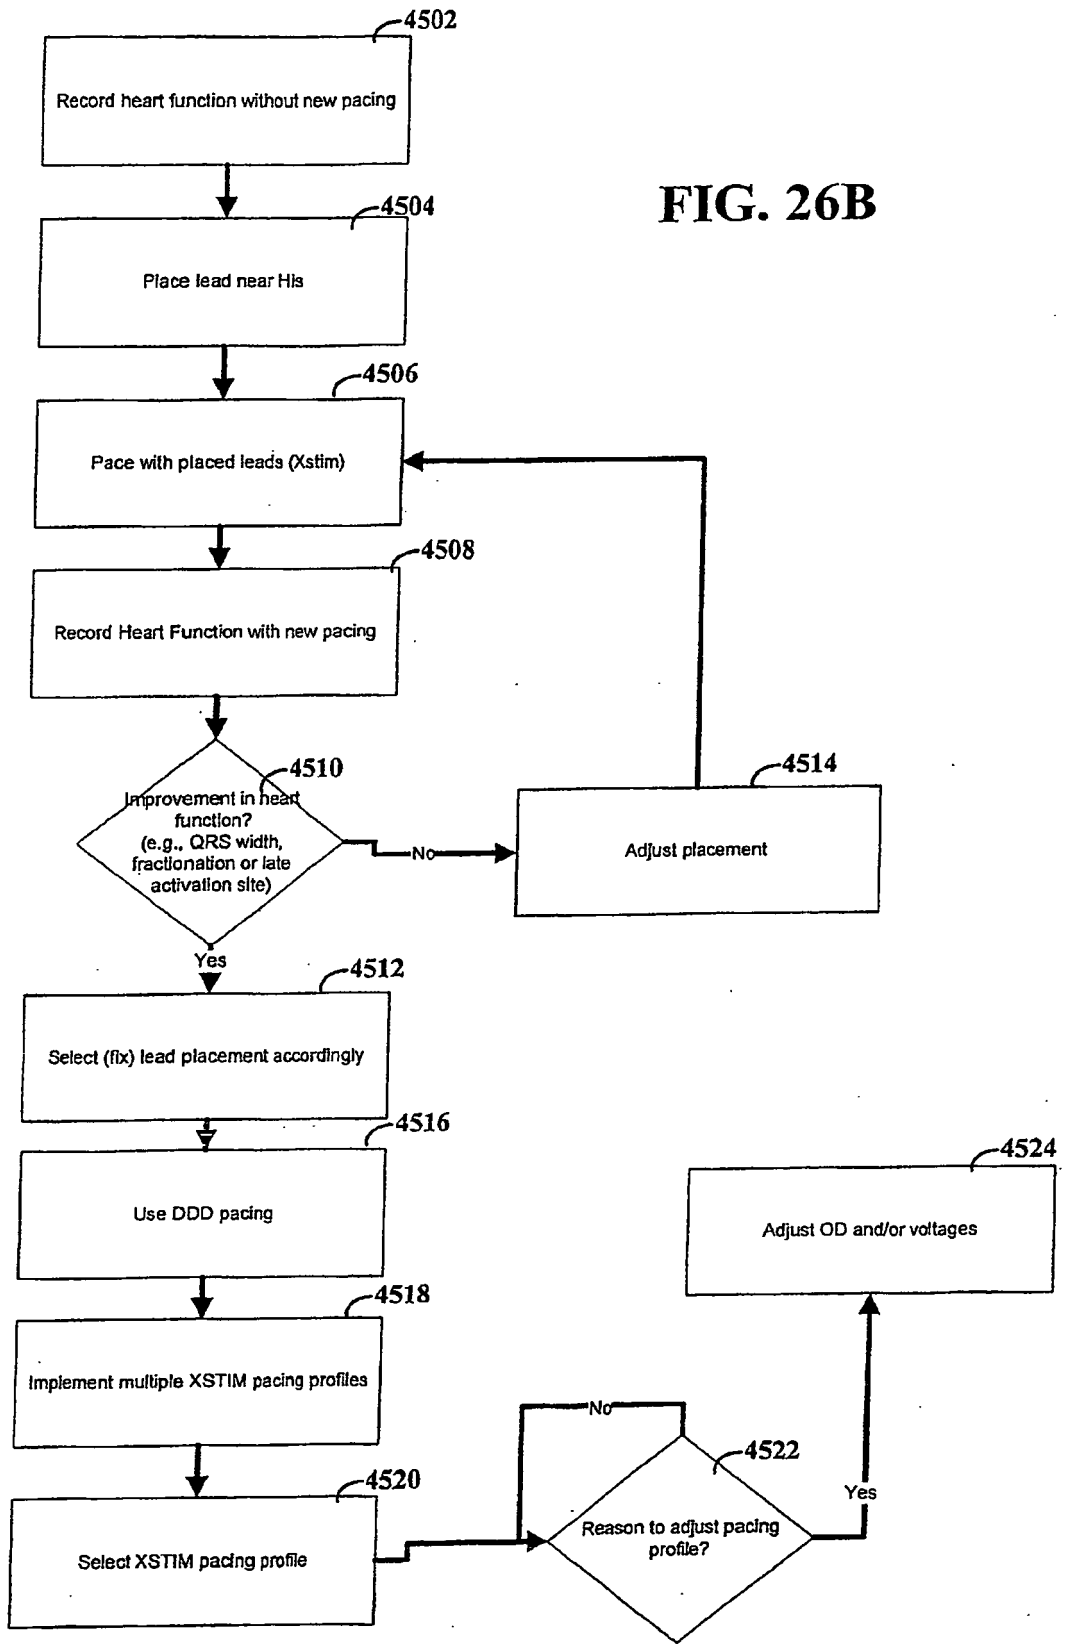 4502
Record heart function without new pacing
FIG. 26B
4504
Place lead near His
4506
Pace with placed leads (Xstim)
4508
Record Heart Function with new pacing
4510
Improvement in heart
function?
(e.g., QRS width,
fractionation or late
activation site)
No
4514
Adjust placement
Yes
4512
Select (fix) lead placement accordingly
4516
Use DDD pacing
4518
Implement multiple XSTIM pacing profiles
4520
Select XSTIM pacing profile
No
4522
Reason to adjust pacing
profile?
Yes
4524
Adjust OD and/or voltages